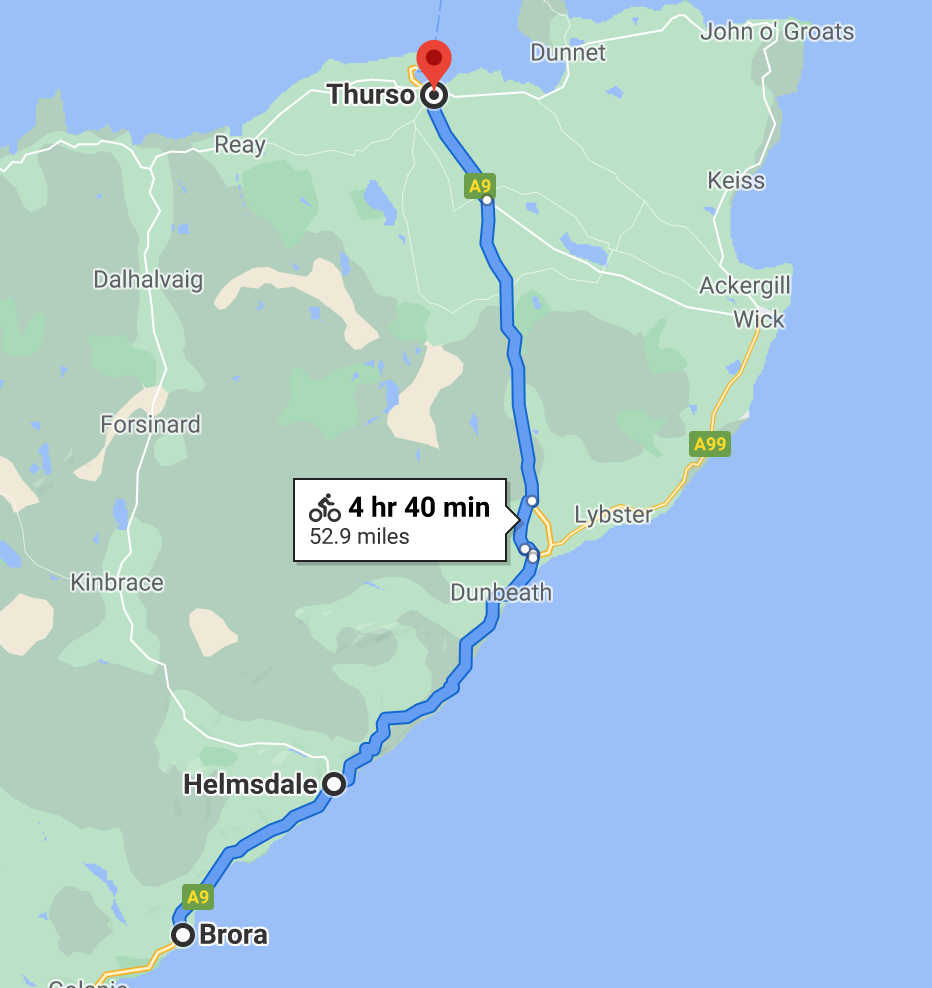 John o' Groats
Dunnet
Thurso
Reay
Keiss
A9
Dalhalvaig
Ackergill
Wick
Forsinard
A99
4 hr 40 min
52.9 miles
Lybster
Kinbrace
Dunbeath
Helmsdale
A9
Brora